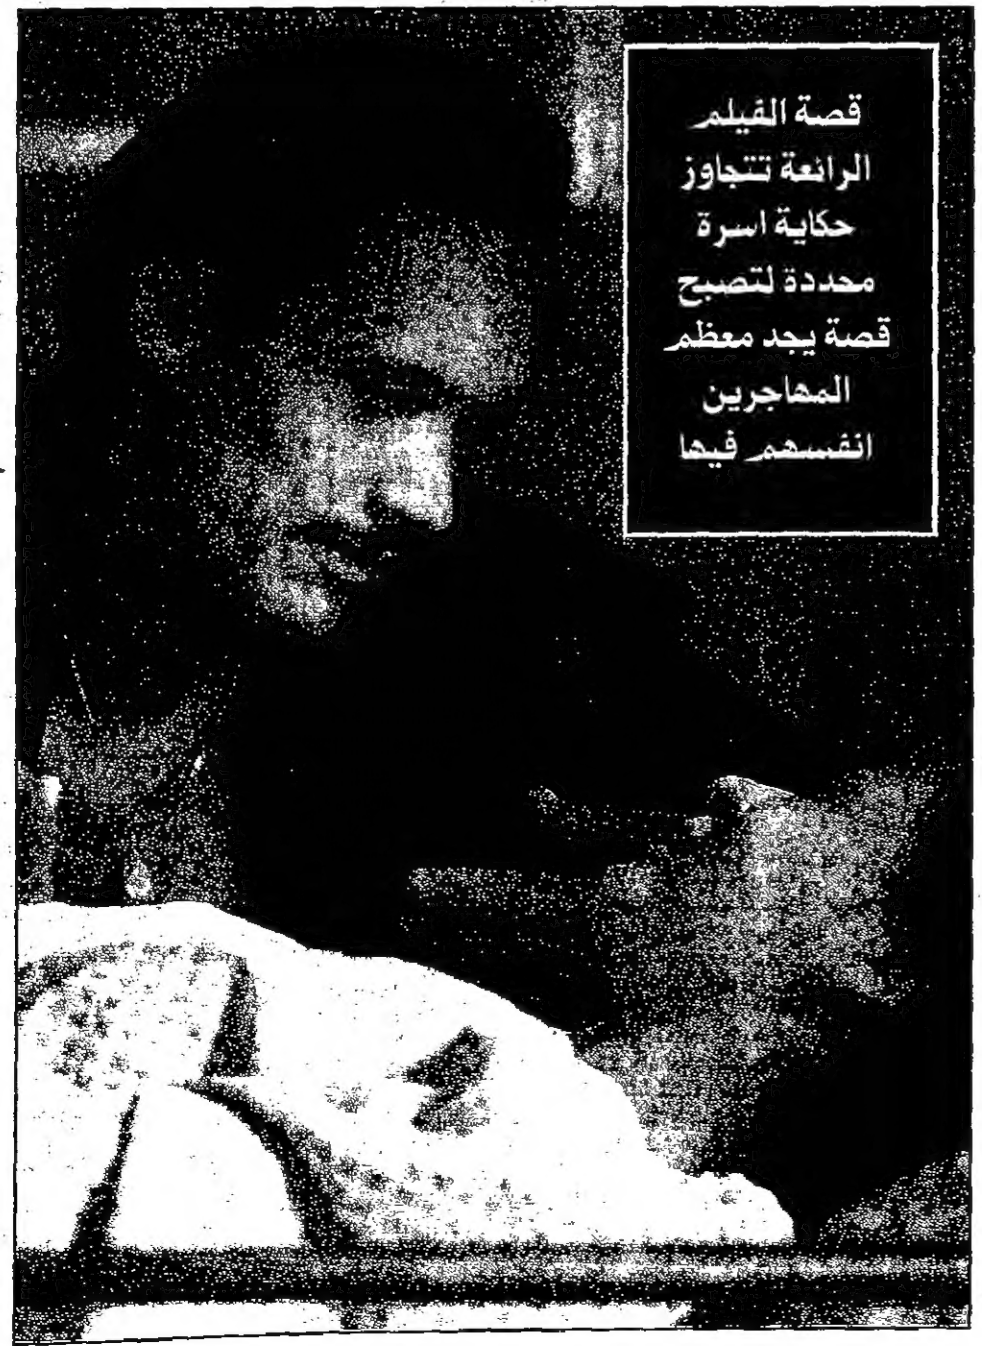 قصة الفيلم
الرائعة تتجاوز
حكاية اسرة
محددة لتصبح
قصة يجد معظم
المهاجرين
انفسهم فيها